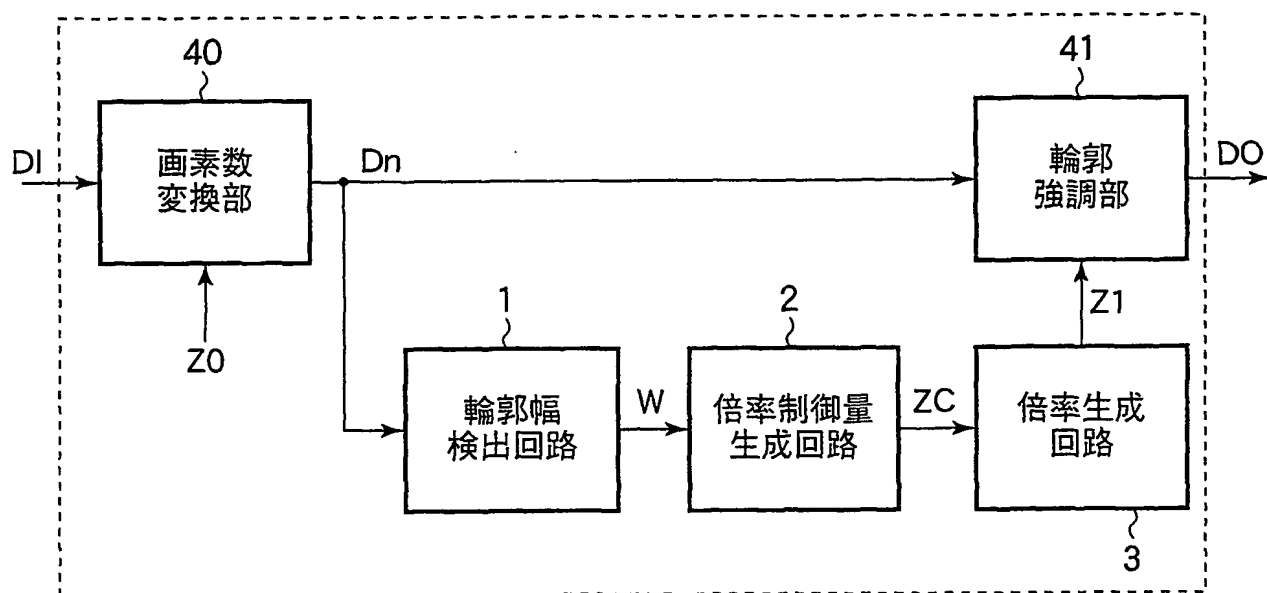 40
41
DI
画素数
変換部
Dn
輪郭
強調部
DO
Z0
1
2
Z1
輪郭幅
検出回路
W
倍率制御量
生成回路
ZC
倍率生成
回路
3